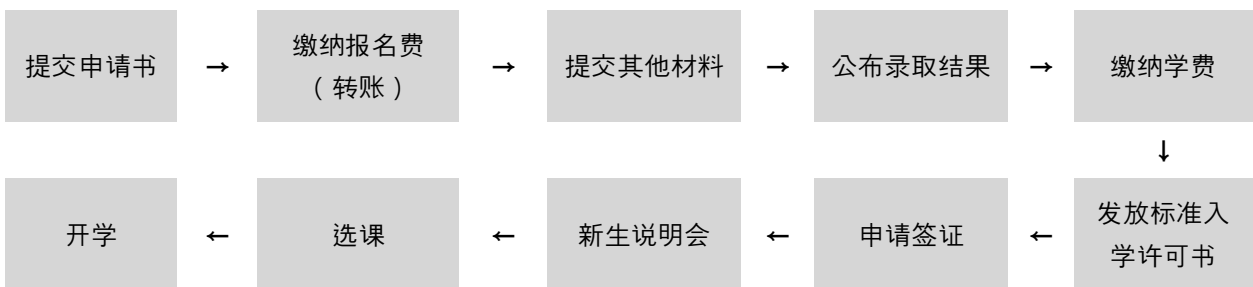 提交申请书 → 缴纳报名费（转账） → 提交其他材料 → 公布录取结果 → 缴纳学费
↓
发放标准入学许可书
← 申请签证 ← 新生说明会 ← 选课 ← 开学